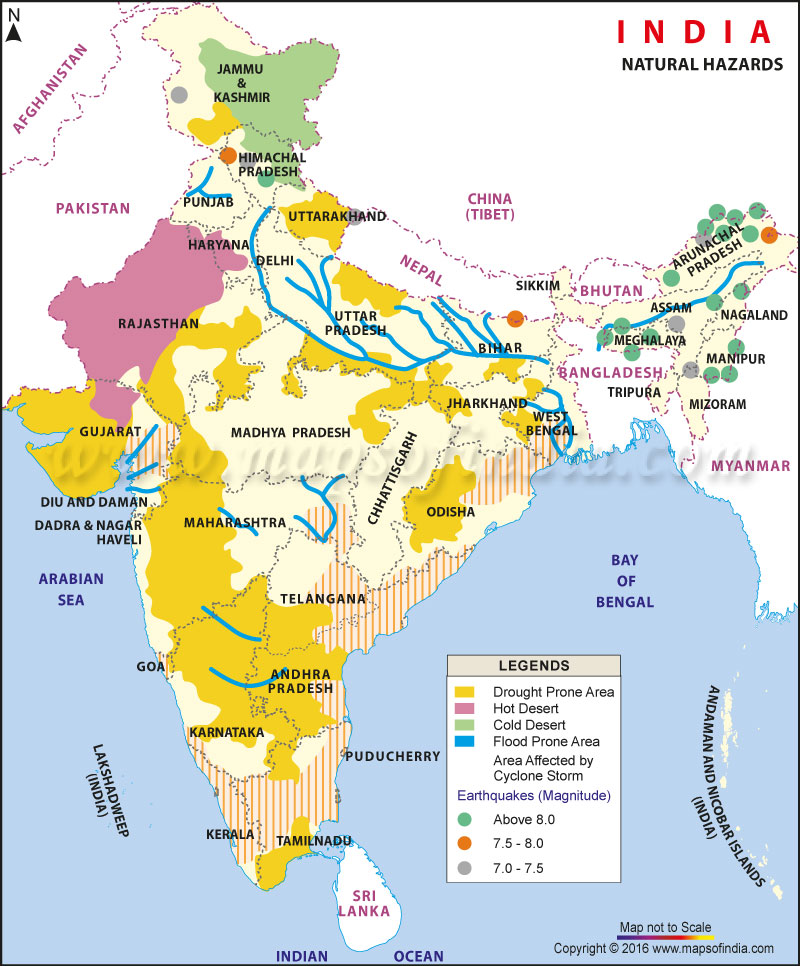 N
INDIA
NATURAL HAZARDS
AFGHANISTAN
JAMMU
&
KASHMIR
HIMACHAL
PRADESH
PUNJAB
PAKISTAN
UTTARAKHAND
CHINA
(TIBET)
HARYANA
DELHI
NEPAL
ARUNACHAL
PRADESH
SIKKIM
BHUTAN
RAJASTHAN
UTTAR
PRADESH
ASSAM
NAGALAND
BIHAR
MEGHALAYA
MANIPUR
BANGLADESH
TRIPURA
MIZORAM
JHARKHAND
WEST
BENGAL
GUJARAT
MADHYA PRADESH
www.mapsofindia.com
MYANMAR
CHHATTISGARH
DIU AND DAMAN
DADRA & NAGAR
HAVELI
MAHARASHTRA
ODISHA
ARABIAN
SEA
BAY
OF
BENGAL
TELANGANA
GOA
ANDHRA
PRADESH
KARNATAKA
PUDUCHERRY
LAKSHADWEEP
(INDIA)
KERALA
TAMILNADU
SRI
LANKA
ANDAMAN AND NICOBAR ISLANDS
(INDIA)
LEGENDS
Drought Prone Area
Hot Desert
Cold Desert
Flood Prone Area
Area Affected by
Cyclone Storm
Earthquakes (Magnitude)
Above 8.0
7.5 - 8.0
7.0 - 7.5
INDIAN OCEAN
Map not to Scale
Copyright © 2016 www.mapsofindia.com